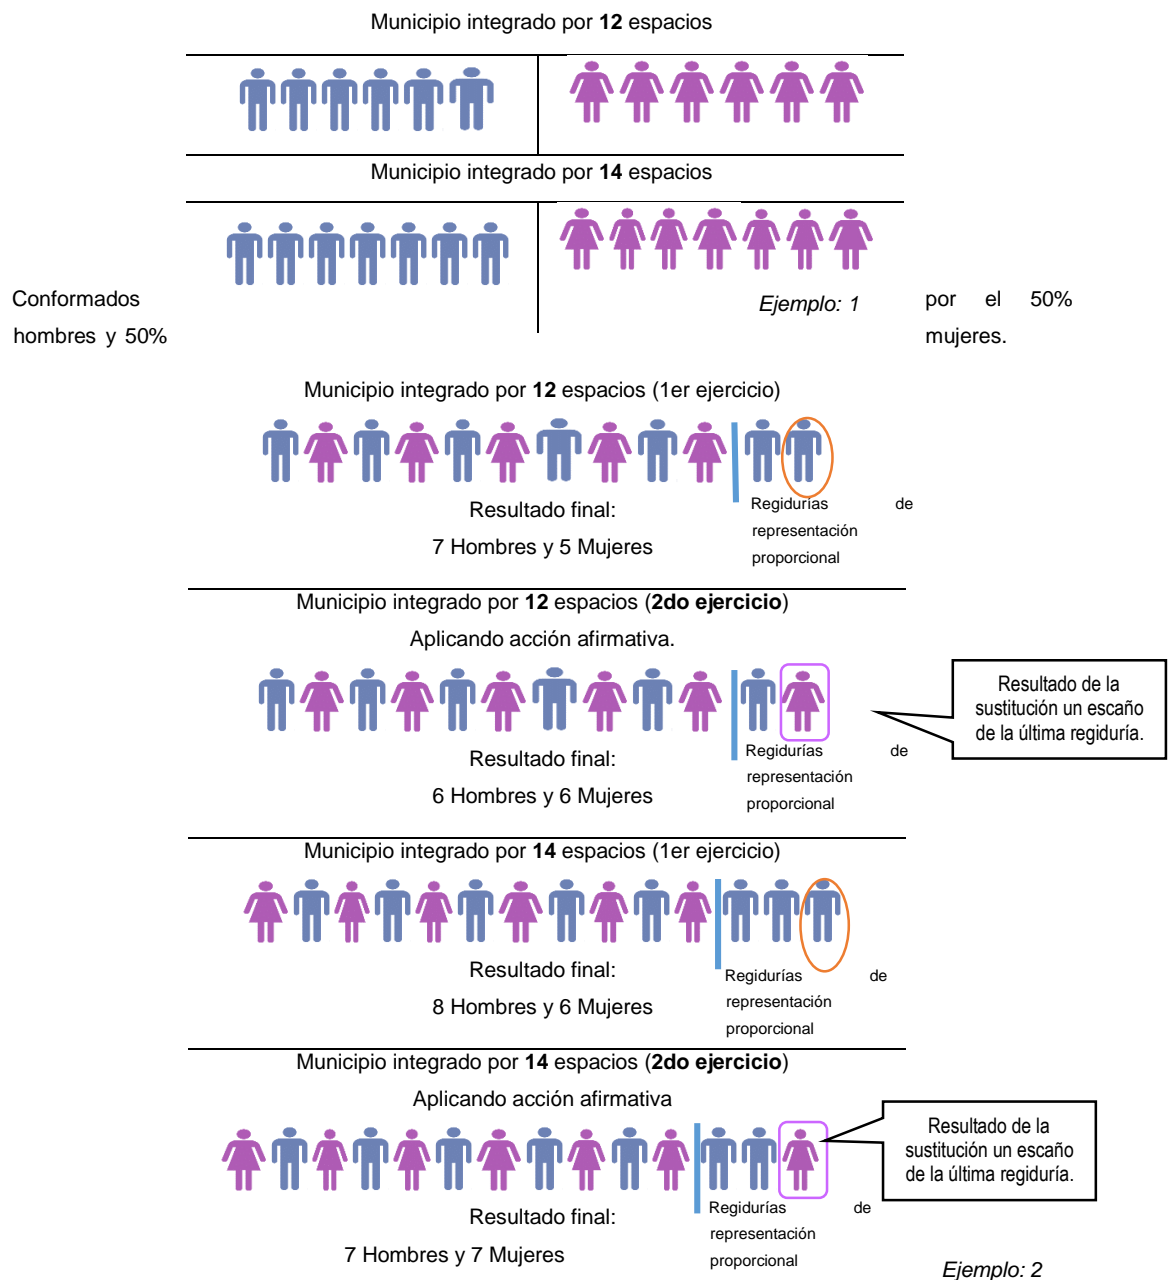 Municipio integrado por 12 espacios
Municipio integrado por 14 espacios
Conformados por el 50%
hombres y 50% mujeres.
Ejemplo: 1
Municipio integrado por 12 espacios (1er ejercicio)
Resultado final:
7 Hombres y 5 Mujeres
Regidurías de
representación
proporcional
Municipio integrado por 12 espacios (2do ejercicio)
Aplicando acción afirmativa.
Resultado de la
sustitución un escaño
de la última regiduría.
Resultado final:
6 Hombres y 6 Mujeres
Regidurías de
representación
proporcional
Municipio integrado por 14 espacios (1er ejercicio)
Resultado final:
8 Hombres y 6 Mujeres
Regidurías de
representación
proporcional
Municipio integrado por 14 espacios (2do ejercicio)
Aplicando acción afirmativa
Resultado de la
sustitución un escaño
de la última regiduría.
Resultado final:
7 Hombres y 7 Mujeres
Regidurías de
representación
proporcional
Ejemplo: 2